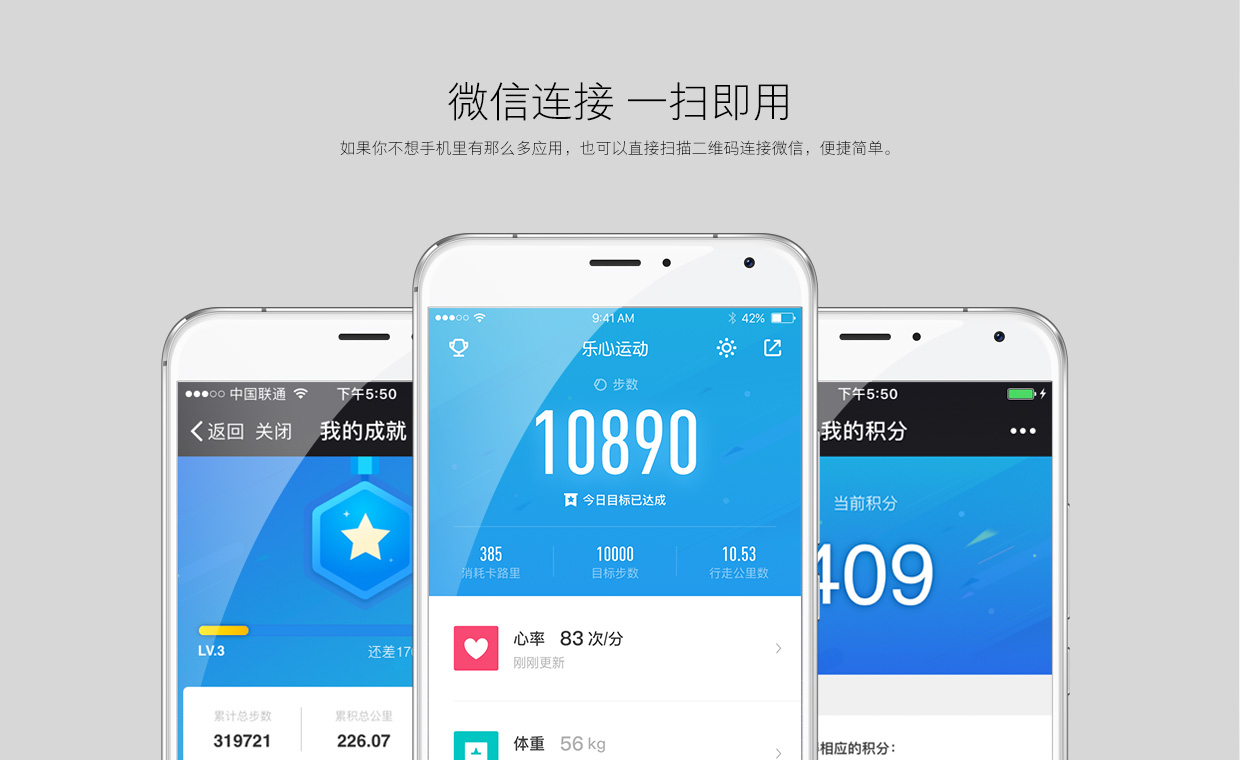 微信连接 一扫即用
如果你不想手机里有那么多应用，也可以直接扫描二维码连接微信，便捷简单。
9:41 AM
42%
乐心运动
步数
10890
今日目标已达成
385
10000
10.53
消耗卡路里
目标步数
行走公里数
心率 83 次/分
刚刚更新
体重 56 kg
中国联通
下午5:50
返回 关闭 我的成就
LV.3
还差170
累计总步数
累积总公里
319721
226.07
下午5:50
我的积分
当前积分
409
相应的积分：